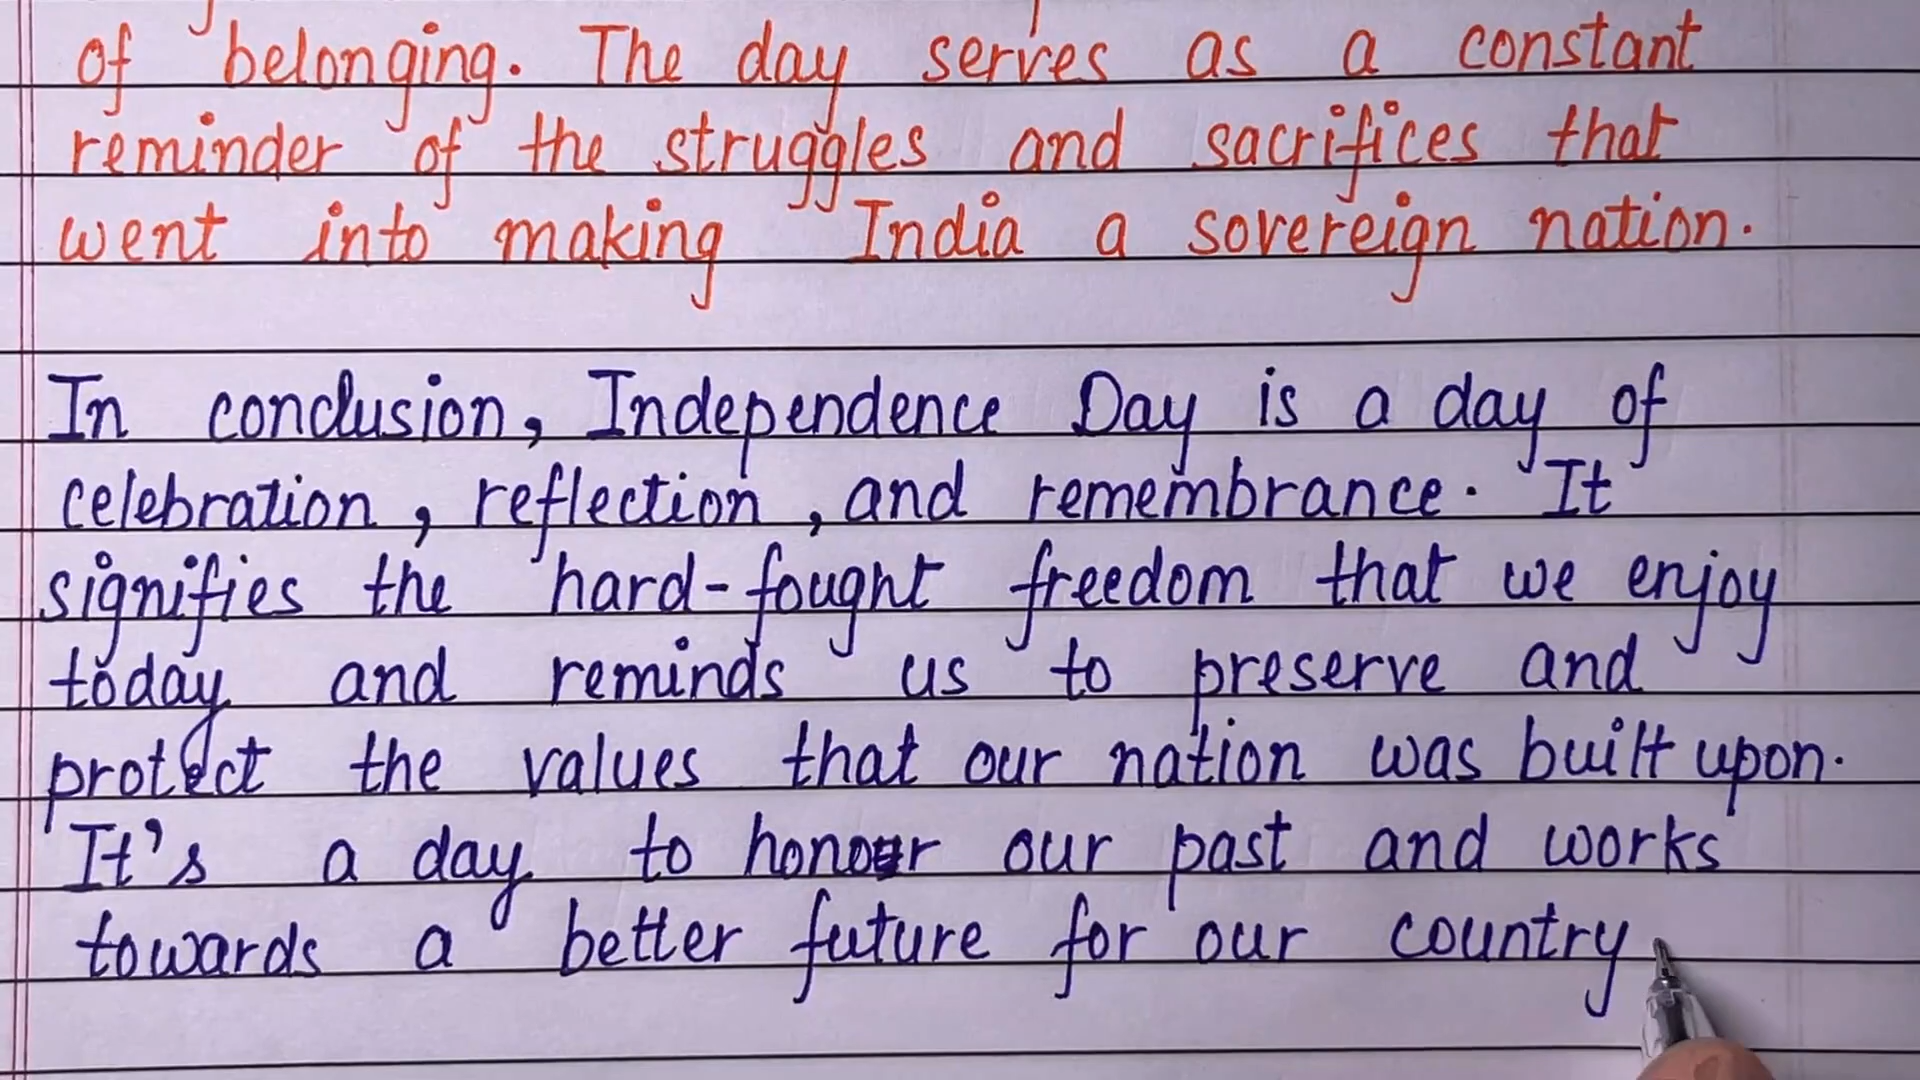 of belonging. The day serves as a constant
reminder of the struggles and sacrifices that
went into making India a sovereign nation.
In conclusion, Independence Day is a day of
celebration, reflection, and remembrance. It
signifies the hard-fought freedom that we enjoy
today and reminds us to preserve and
protect the values that our nation was built upon.
It's a day to honour our past and works
towards a better future for our country